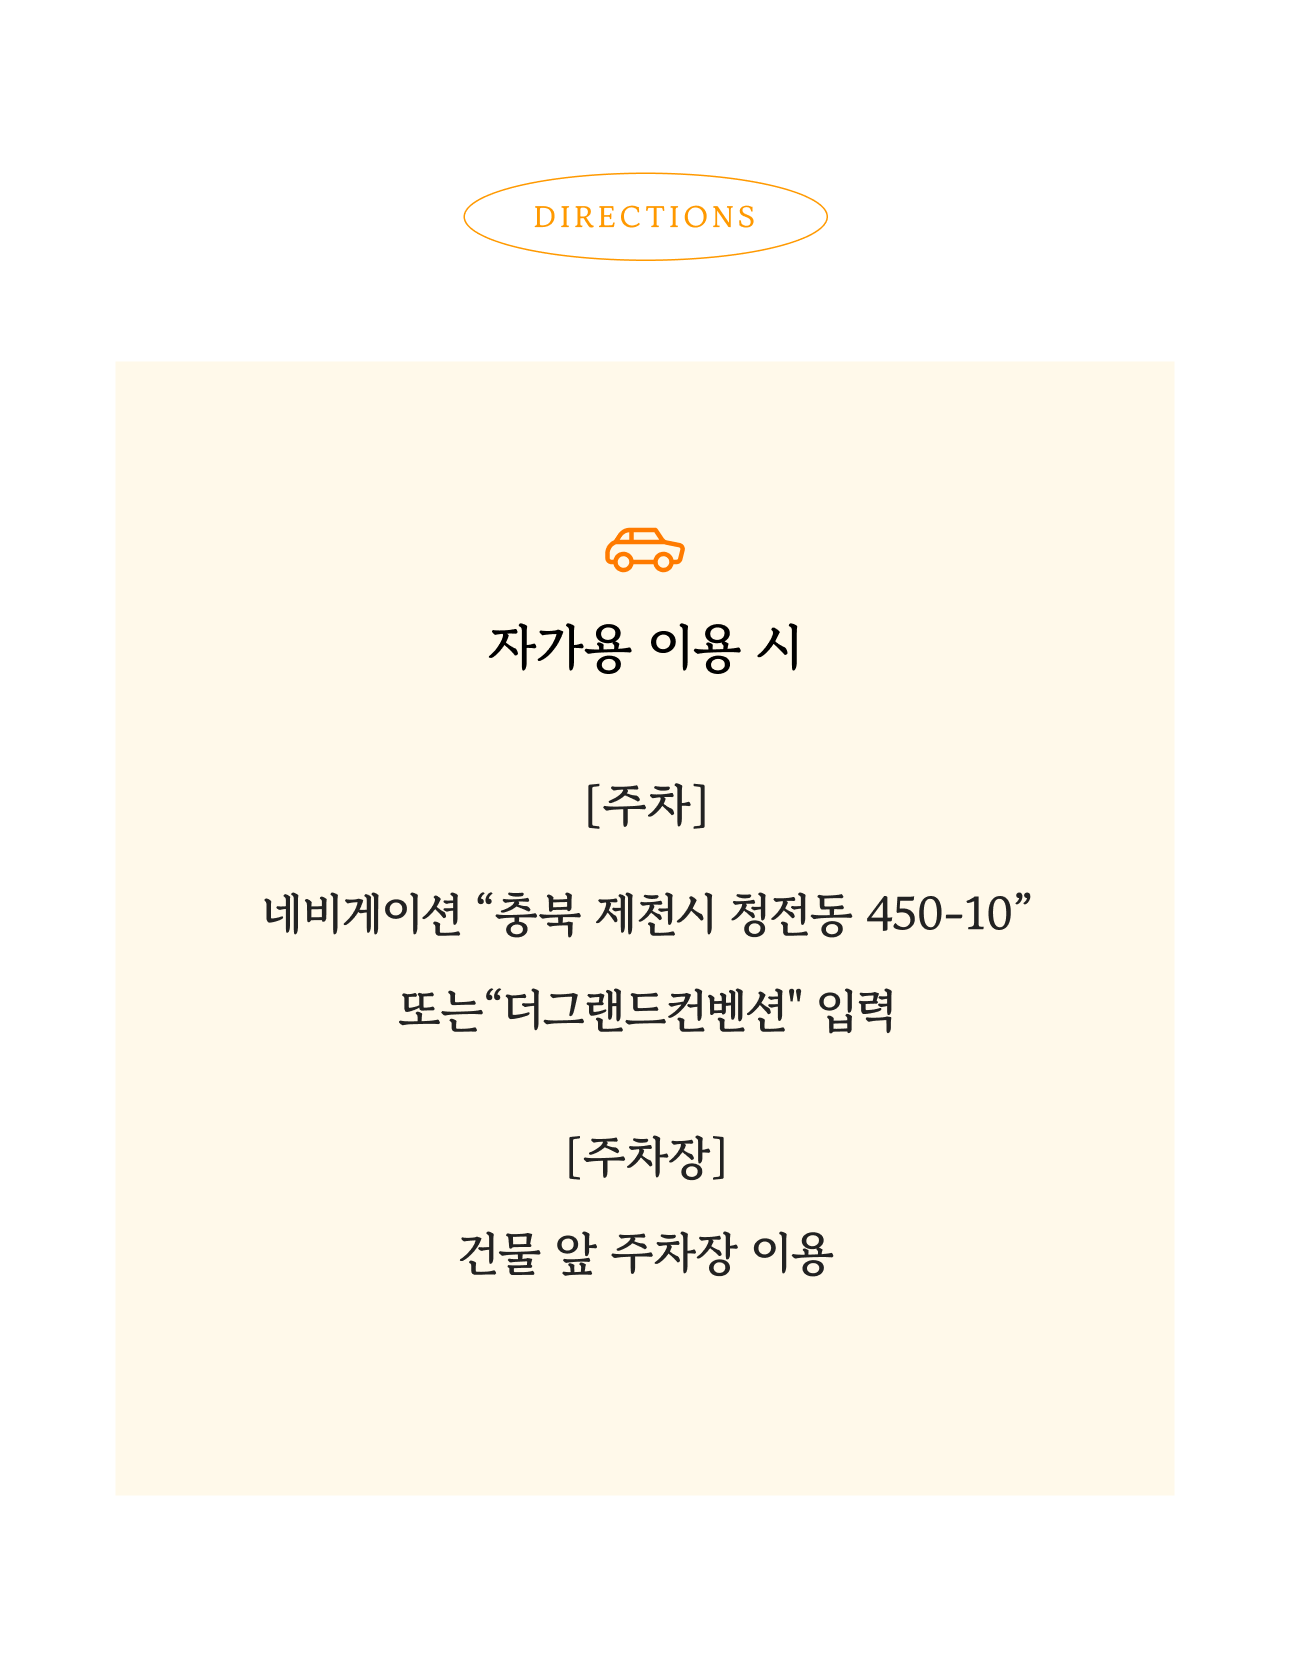 DIRECTIONS
자가용 이용 시
[주차]
네비게이션 “충북 제천시 청전동 450-10”
또는“더그랜드컨벤션" 입력
[주차장]
건물 앞 주차장 이용